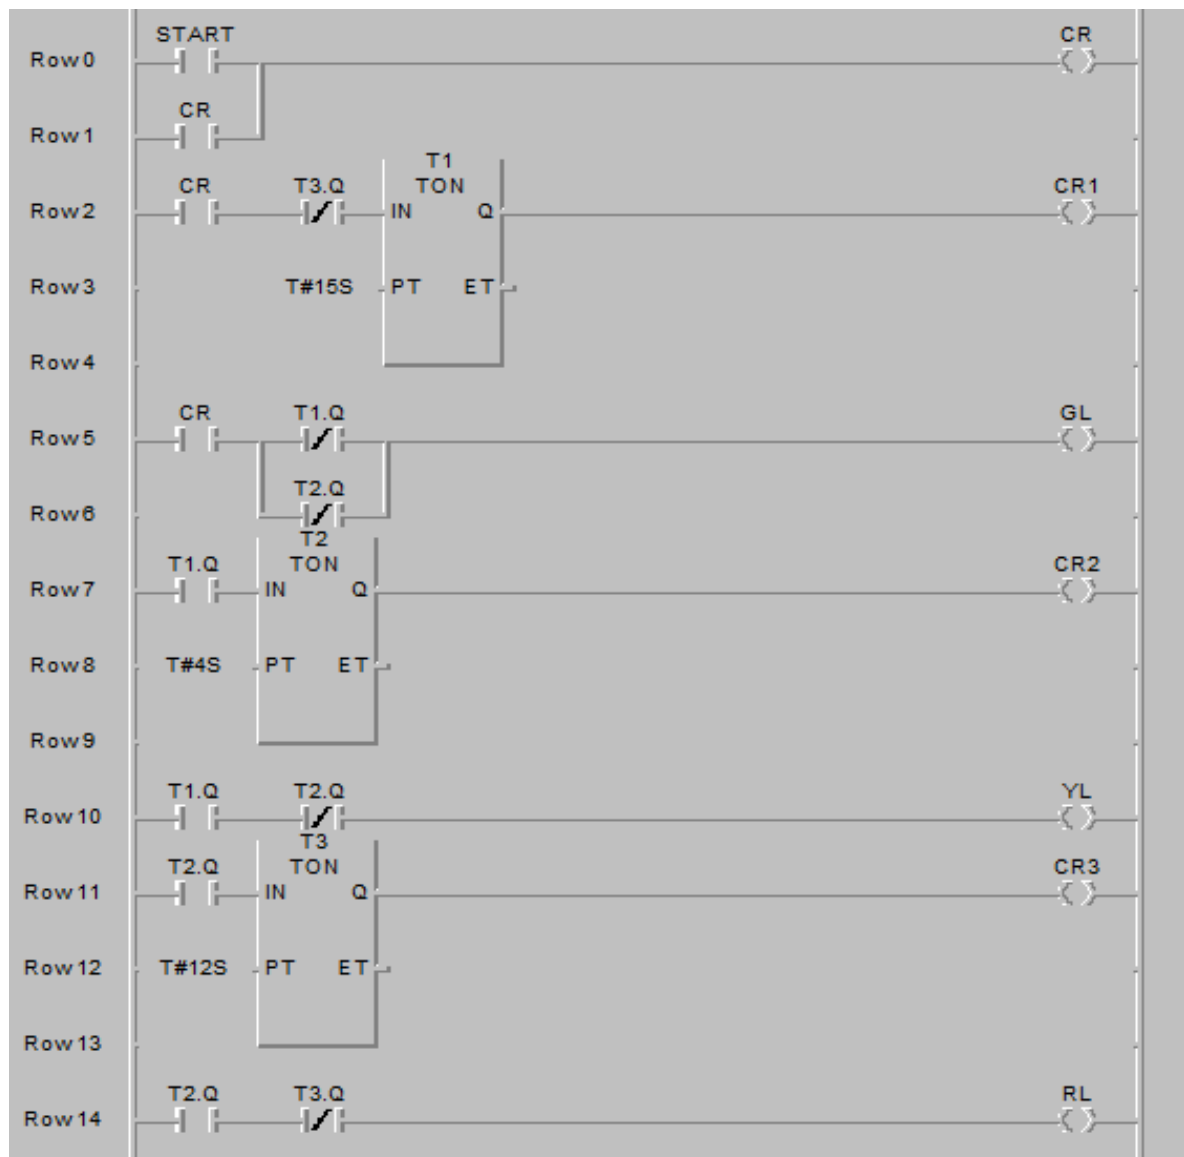 START CR
Row0
CR
Row1
T1
CR T3.Q TON CR1
Row2 IN Q
Row3 T#15S PT ET
Row4
CR T1.Q GL
Row5
T2.Q
Row6
T2
T1.Q TON CR2
Row7 IN Q
Row8 T#4S PT ET
Row9
T1.Q T2.Q YL
Row10
T3
T2.Q TON CR3
Row11 IN Q
Row12 T#12S PT ET
Row13
T2.Q T3.Q RL
Row14